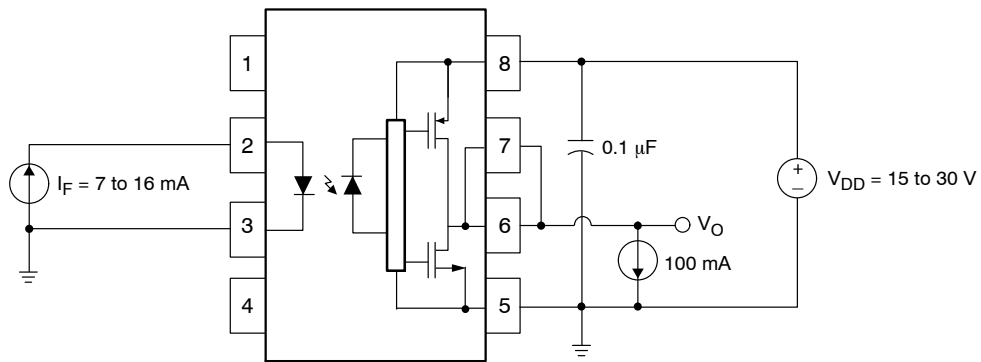 1
8
2
7
0.1 μF
+
–
V_DD = 15 to 30 V
I_F = 7 to 16 mA
3
6
V_O
100 mA
4
5